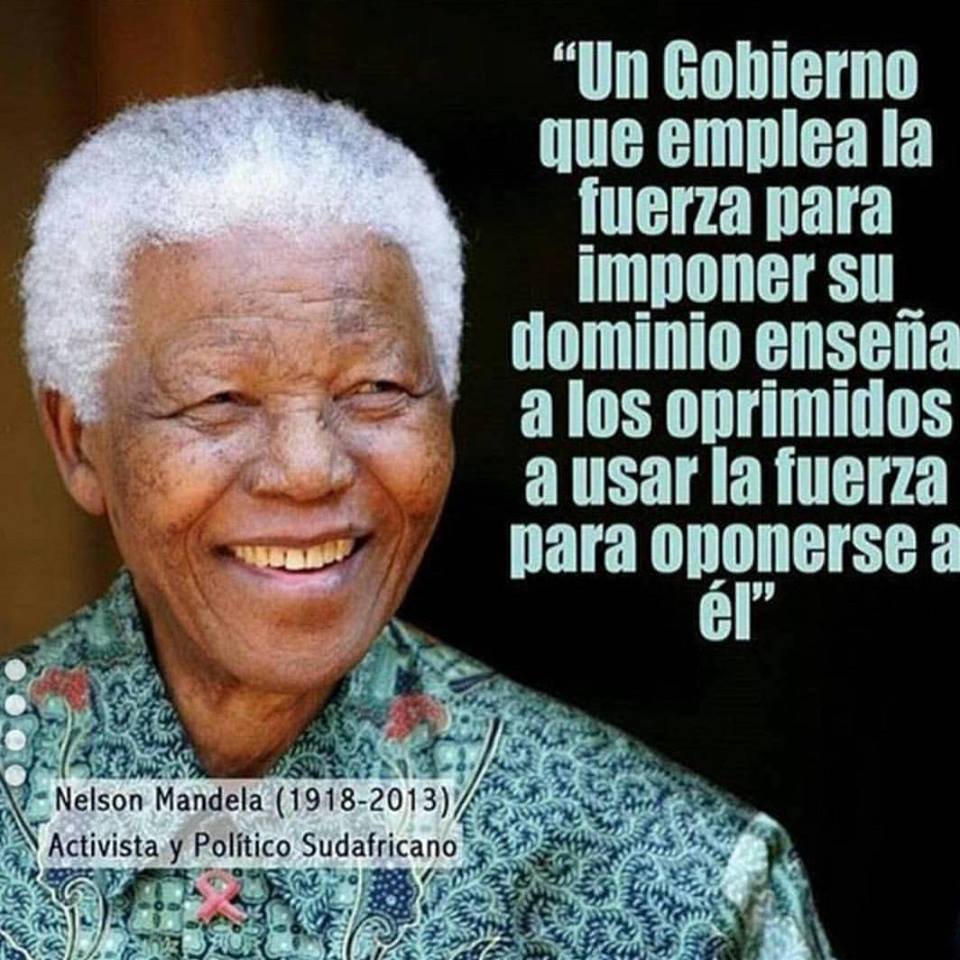 “Un Gobierno
que emplea la
fuerza para
imponer su
dominio enseña
a los oprimidos
a usar la fuerza
para oponerse a
él”
Nelson Mandela (1918-2013)
Activista y Político Sudafricano